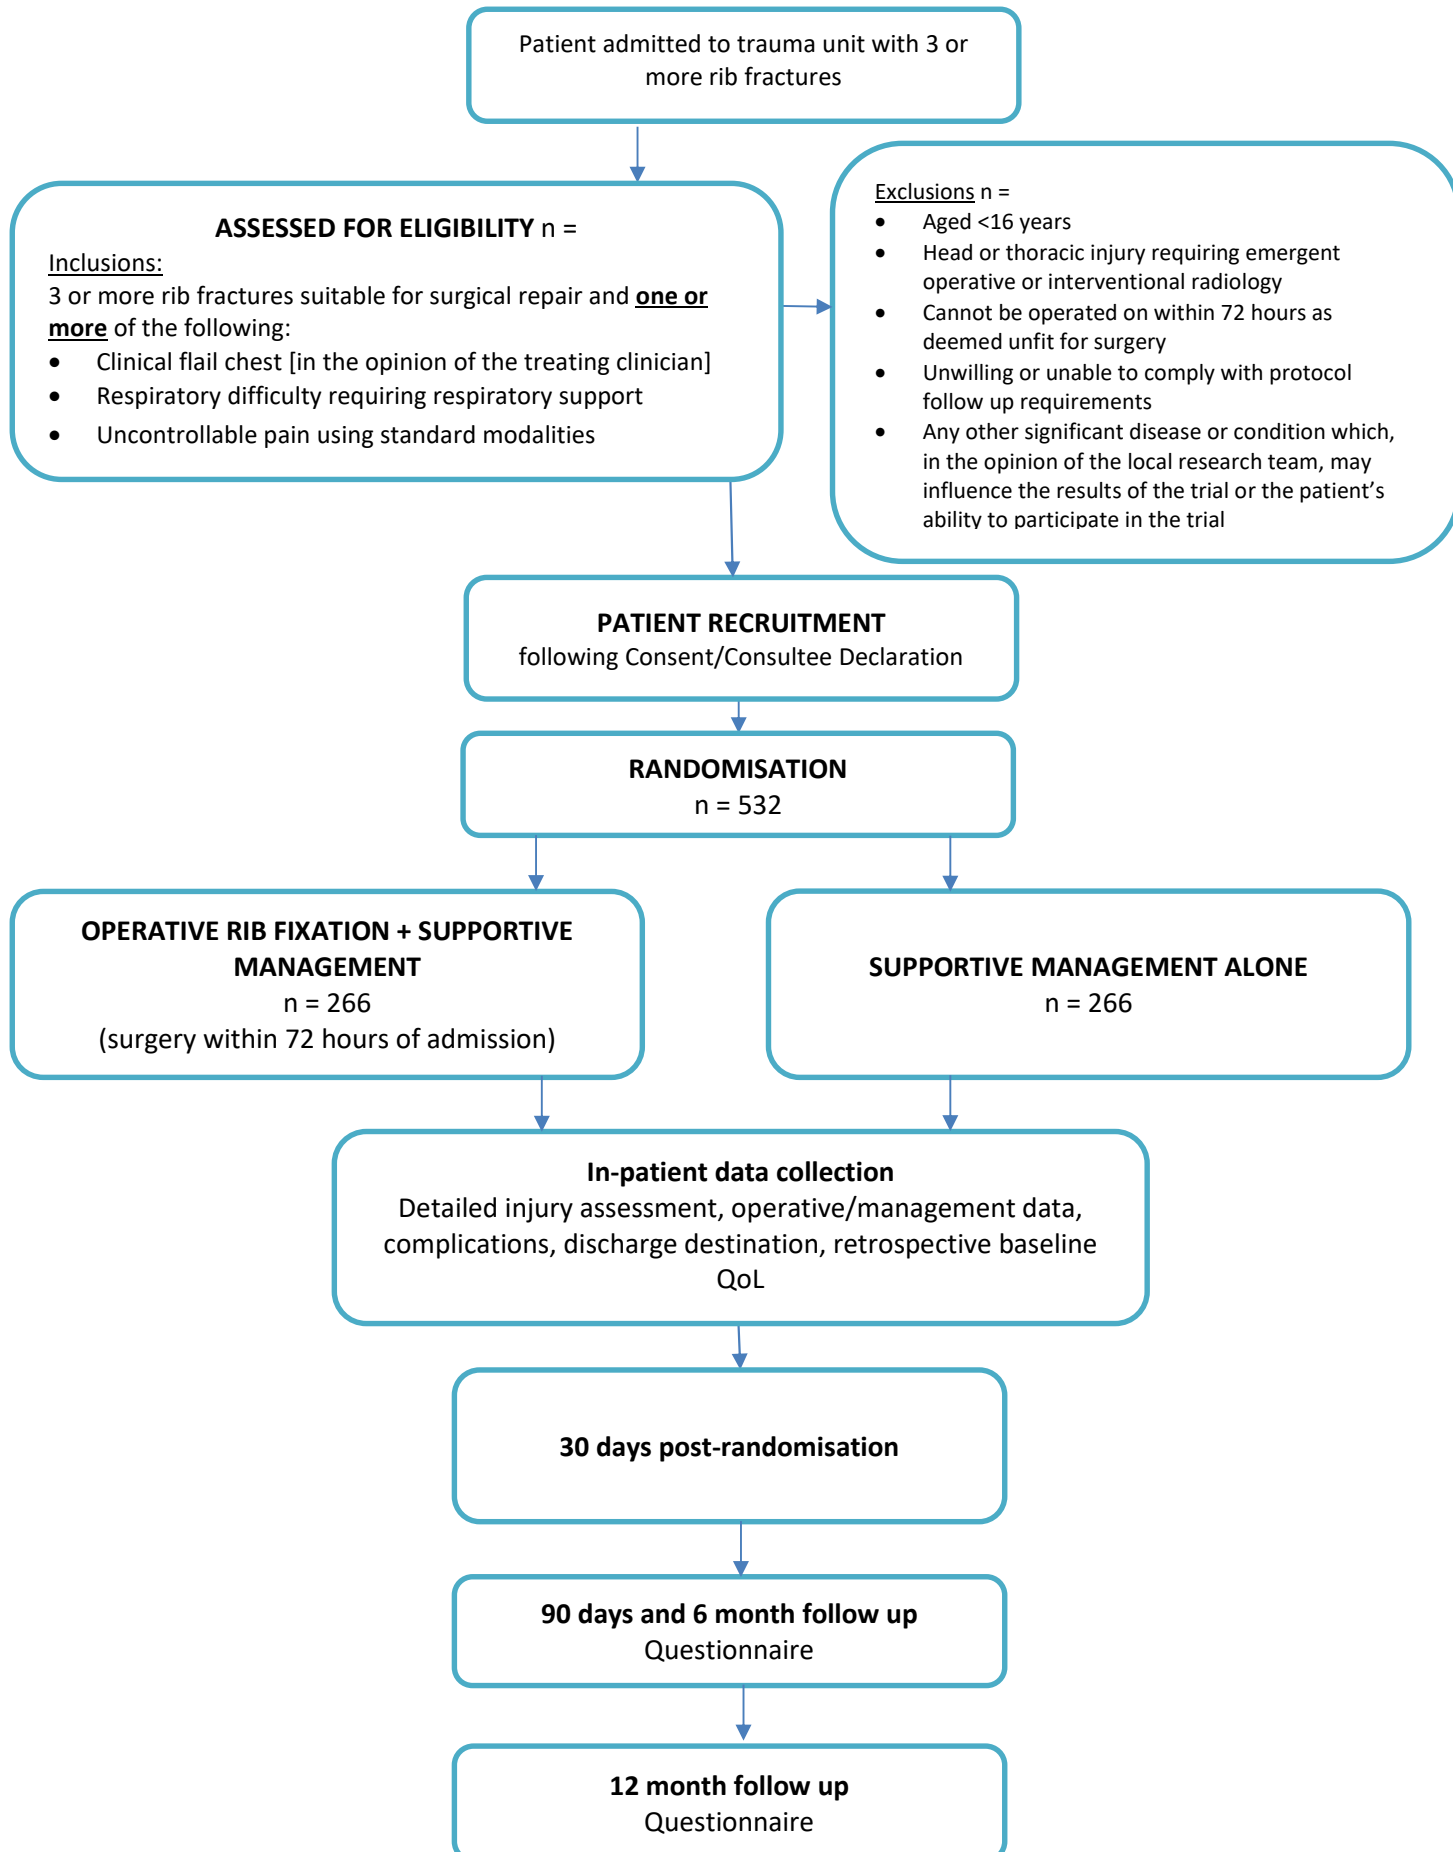 Patient admitted to trauma unit with 3 or
more rib fractures
ASSESSED FOR ELIGIBILITY n =
Inclusions:
3 or more rib fractures suitable for surgical repair and one or
more of the following:
• Clinical flail chest [in the opinion of the treating clinician]
• Respiratory difficulty requiring respiratory support
• Uncontrollable pain using standard modalities
Exclusions n =
• Aged <16 years
• Head or thoracic injury requiring emergent
operative or interventional radiology
• Cannot be operated on within 72 hours as
deemed unfit for surgery
• Unwilling or unable to comply with protocol
follow up requirements
• Any other significant disease or condition which,
in the opinion of the local research team, may
influence the results of the trial or the patient’s
ability to participate in the trial
PATIENT RECRUITMENT
following Consent/Consultee Declaration
RANDOMISATION
n = 532
OPERATIVE RIB FIXATION + SUPPORTIVE
MANAGEMENT
n = 266
(surgery within 72 hours of admission)
SUPPORTIVE MANAGEMENT ALONE
n = 266
In-patient data collection
Detailed injury assessment, operative/management data,
complications, discharge destination, retrospective baseline
QoL
30 days post-randomisation
90 days and 6 month follow up
Questionnaire
12 month follow up
Questionnaire